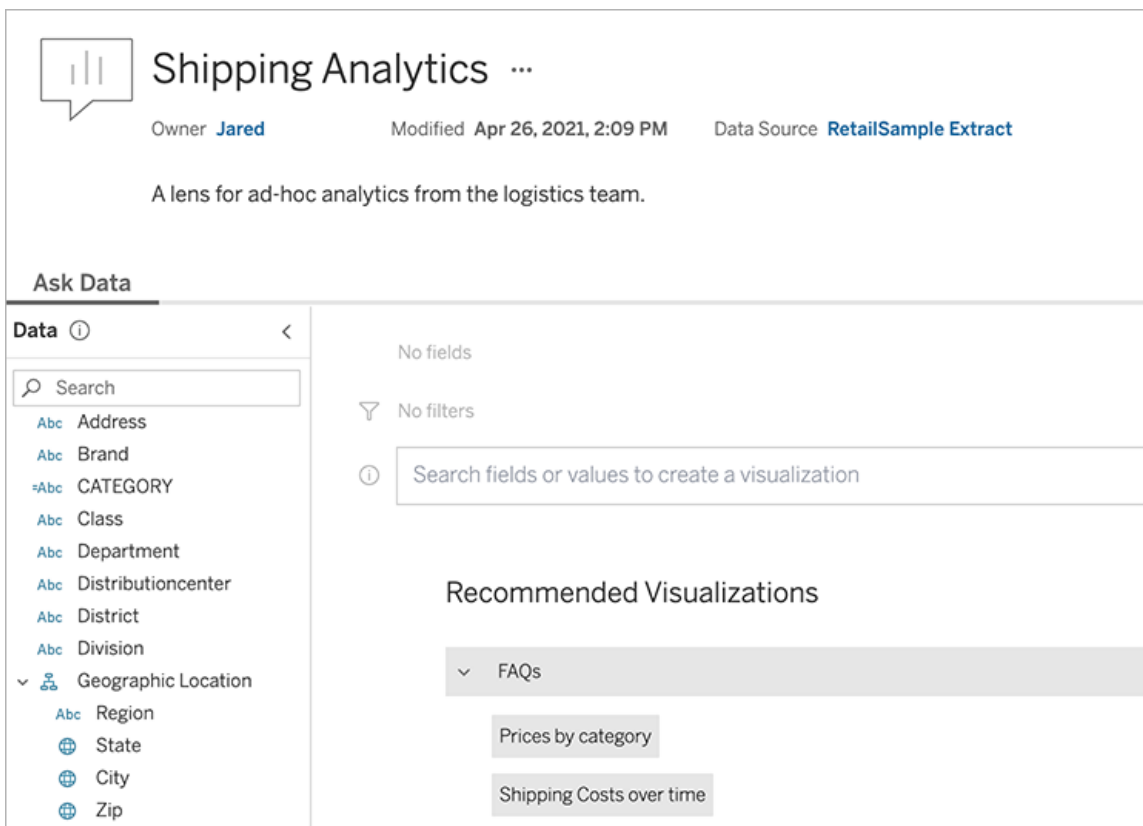 Shipping Analytics ...
Owner Jared Modified Apr 26, 2021, 2:09 PM Data Source RetailSample Extract
A lens for ad-hoc analytics from the logistics team.
Ask Data
Data
Search
Abc Address
Abc Brand
=Abc CATEGORY
Abc Class
Abc Department
Abc Distributioncenter
Abc District
Abc Division
Geographic Location
Abc Region
State
City
Zip
No fields
No filters
Search fields or values to create a visualization
Recommended Visualizations
FAQs
Prices by category
Shipping Costs over time